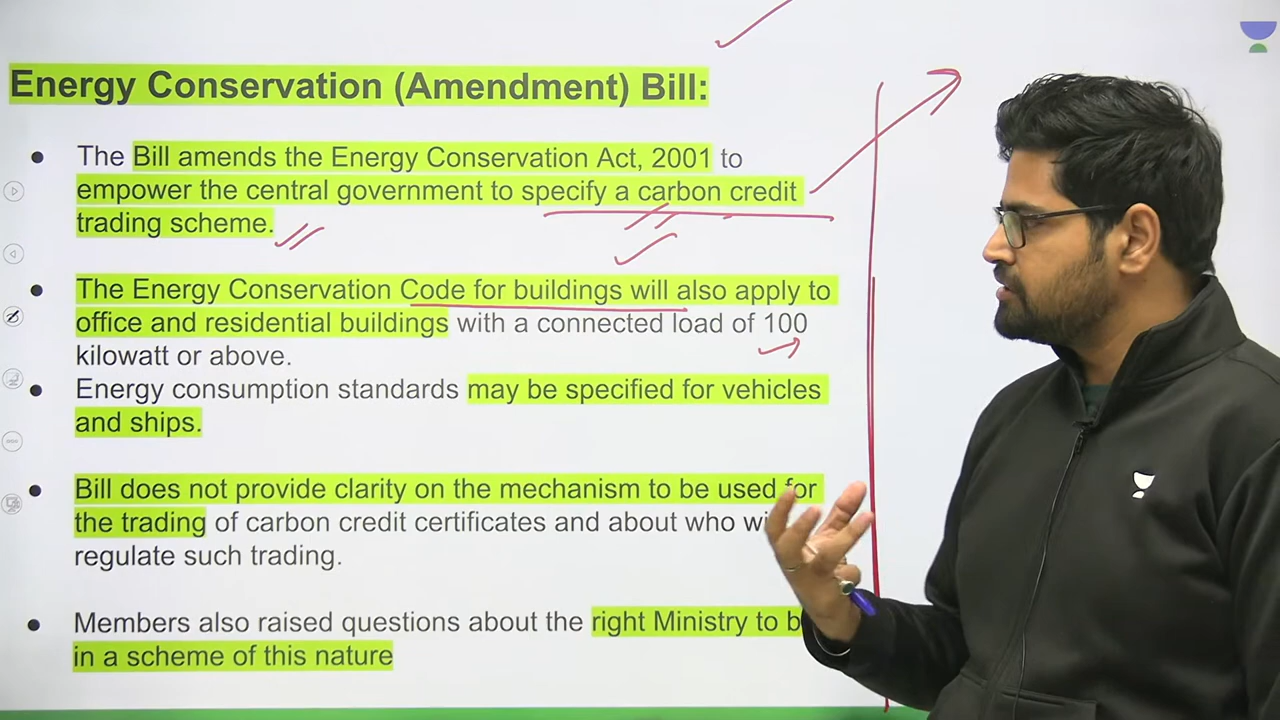 Energy Conservation (Amendment) Bill:
• The Bill amends the Energy Conservation Act, 2001 to
empower the central government to specify a carbon credit
trading scheme.
• The Energy Conservation Code for buildings will also apply to
office and residential buildings with a connected load of 100
kilowatt or above.
• Energy consumption standards may be specified for vehicles
and ships.
• Bill does not provide clarity on the mechanism to be used for
the trading of carbon credit certificates and about who
regulate such trading.
• Members also raised questions about the right Ministry to
in a scheme of this nature